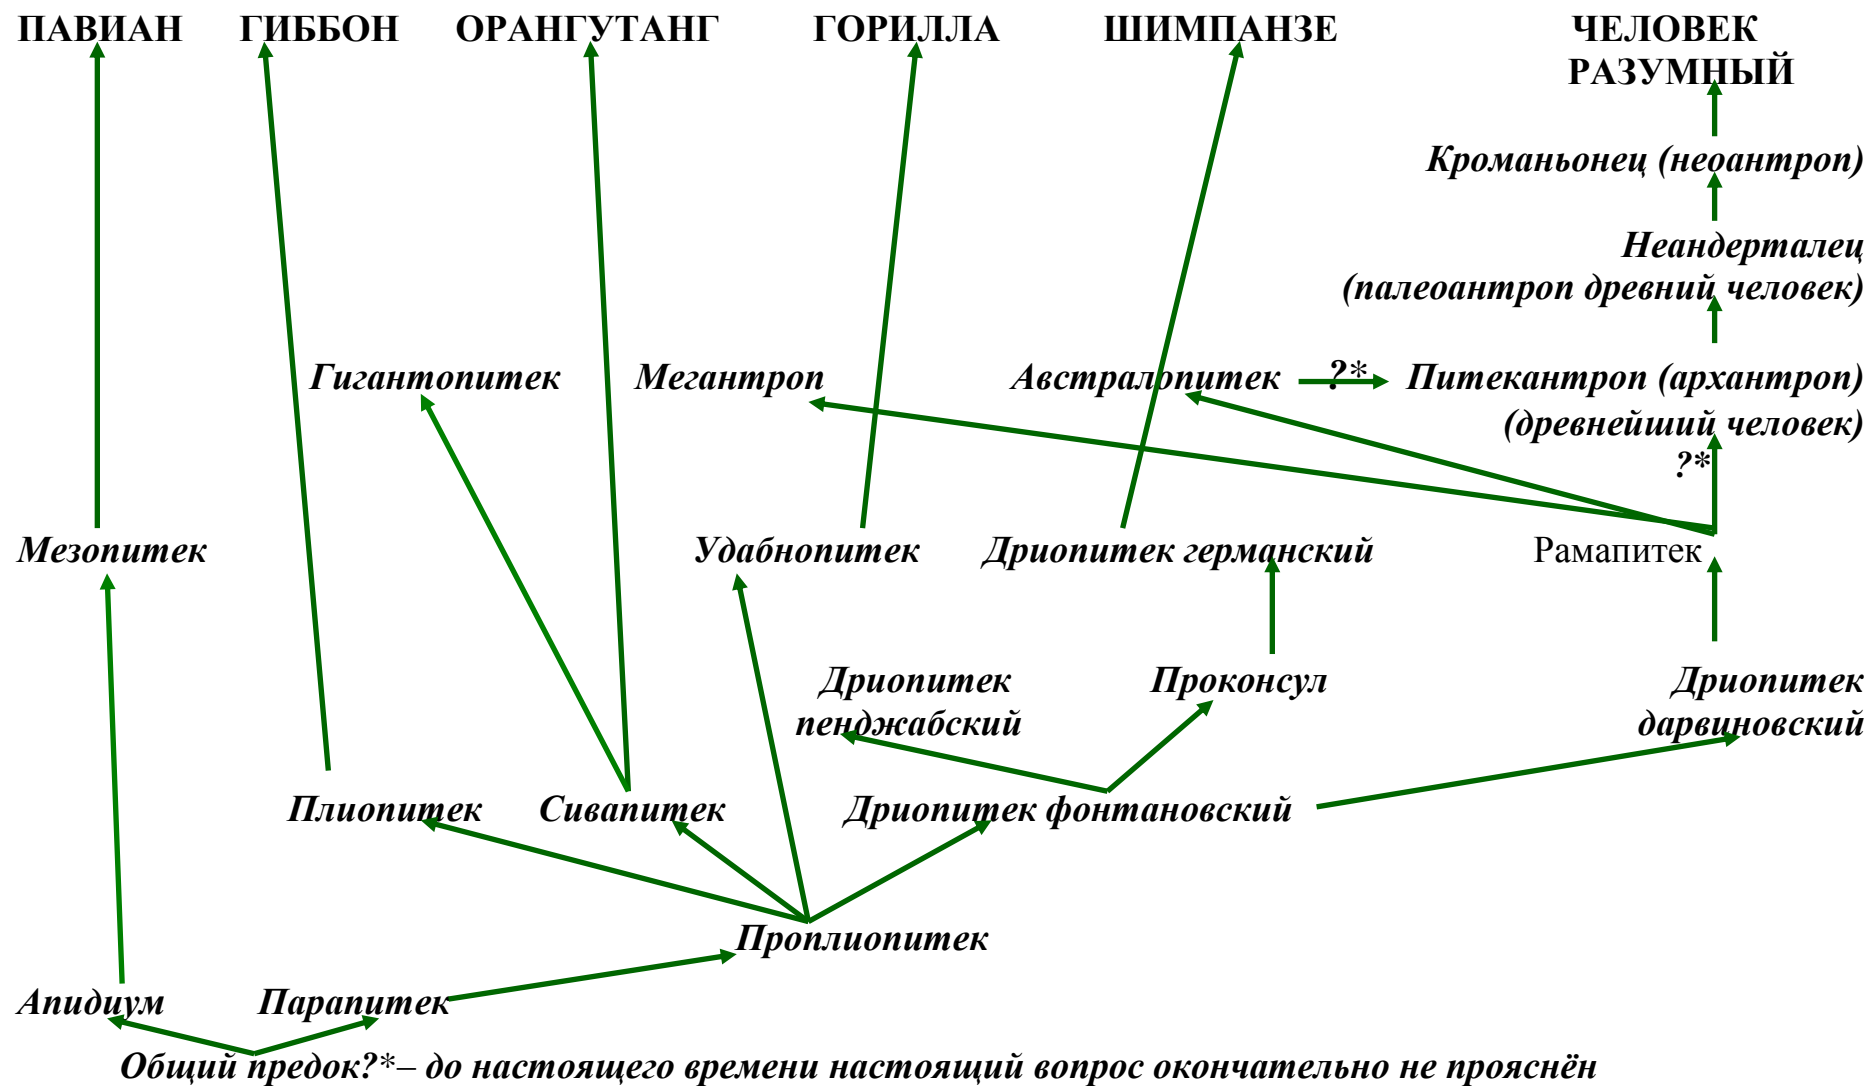 ПАВИАН ГИББОН ОРАНГУТАНГ ГОРИЛЛА ШИМПАНЗЕ ЧЕЛОВЕК
РАЗУМНЫЙ
Кроманьонец (неоантроп)
Неандерталец
(палеоантроп древний человек)
Гигантопитек Мегантроп Австралопитек ?* Питекантроп (архантроп)
(древнейший человек)
?*
Мезопитек Удабнопитек Дриопитек германский Рамапитек
Дриопитек Проконсул Дриопитек
пенджабский дарвиновский
Плиопитек Сивапитек Дриопитек фонтановский
Проплиопитек
Апидиум Парапитек
Общий предок?*– до настоящего времени настоящий вопрос окончательно не прояснён